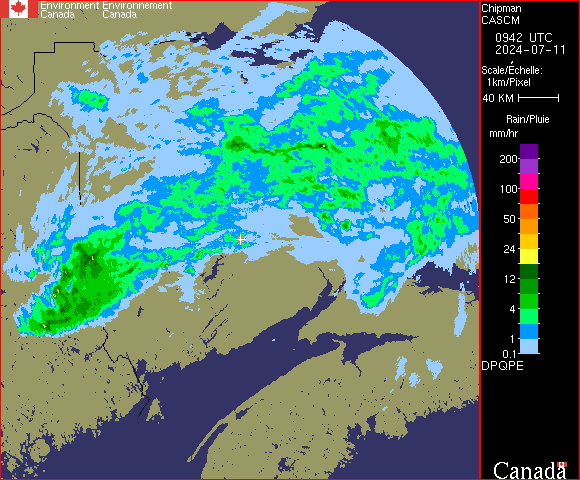 Environment Environnement
Canada Canada
Chipman
CASCM
0942 UTC
2024-07-11
Scale/Échelle:
1km/Pixel
40 KM
Rain/Pluie
mm/hr
200
100
50
24
12
4
1
0.1
DPQPE
Canada